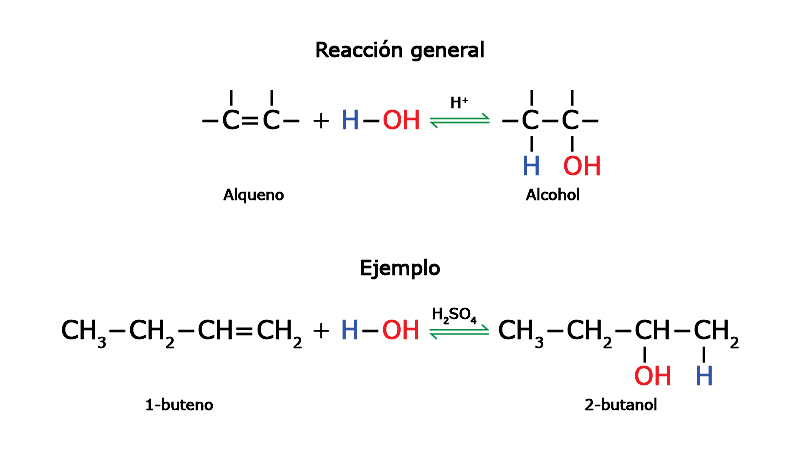 Reacción general
–C=C– + H–OH ⇌ –C–C–
H⁺
H OH
Alqueno Alcohol
Ejemplo
CH₃–CH₂–CH=CH₂ + H–OH ⇌ CH₃–CH₂–CH–CH₂
H₂SO₄
OH H
1-buteno 2-butanol